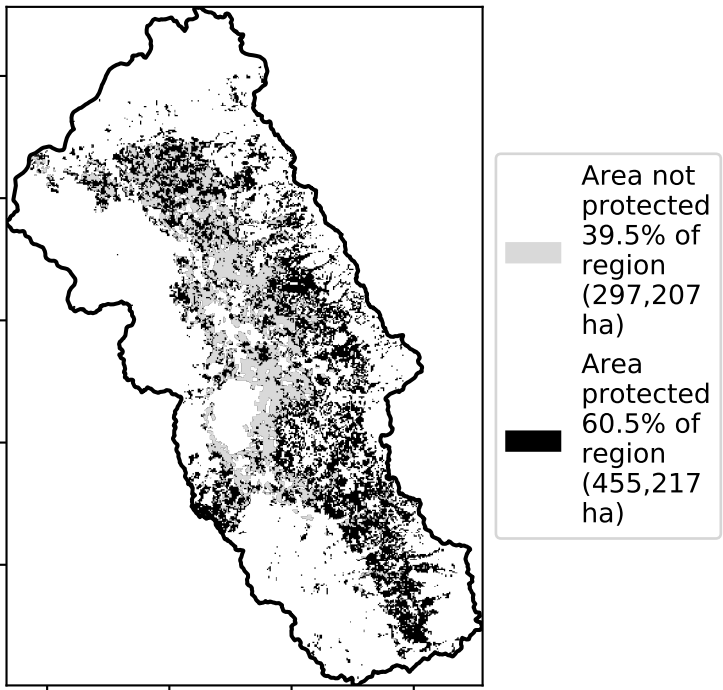 Area not
protected
39.5% of
region
(297,207
ha)
Area
protected
60.5% of
region
(455,217
ha)